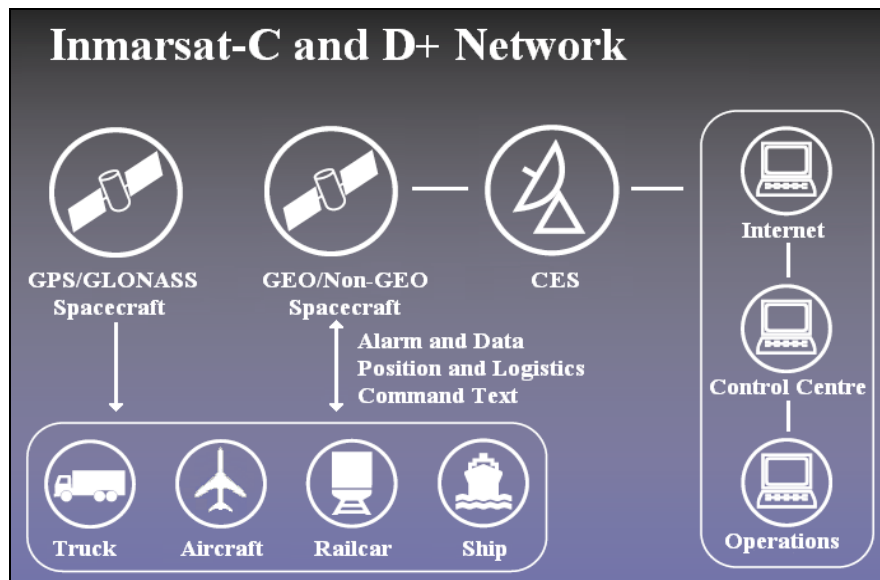 Inmarsat-C and D+ Network
GPS/GLONASS
Spacecraft
GEO/Non-GEO
Spacecraft
CES
Internet
Alarm and Data
Position and Logistics
Command Text
Control Centre
Truck
Aircraft
Railcar
Ship
Operations